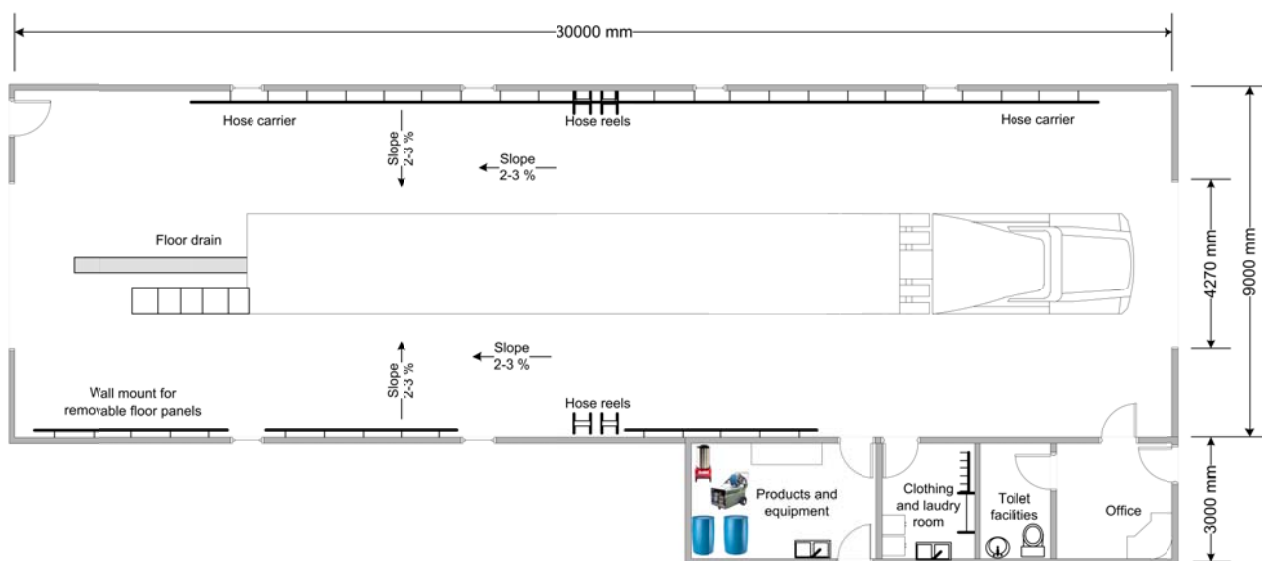 30000 mm
Hose carrier
Hose reels
Hose carrier
Slope
2-3 %
Slope
2-3 %
Floor drain
4270 mm
9000 mm
Slope
2-3 %
Slope
2-3 %
Wall mount for
removable floor panels
Hose reels
Products and
equipment
Clothing
and laudry
room
Toilet
facilities
Office
3000 mm